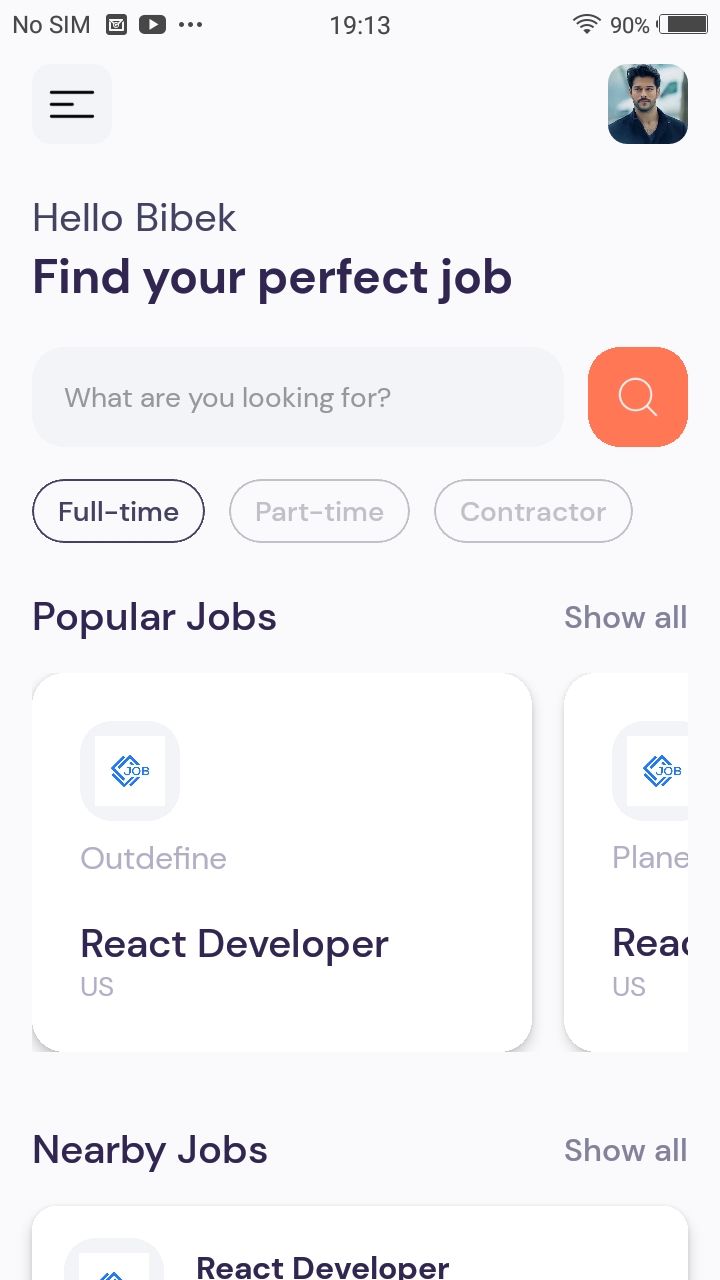 No SIM 19:13 90%
Hello Bibek
Find your perfect job
What are you looking for?
Full-time Part-time Contractor
Popular Jobs Show all
JOB JOB
Outdefine Plane
React Developer Reac
US US
Nearby Jobs Show all
React Developer